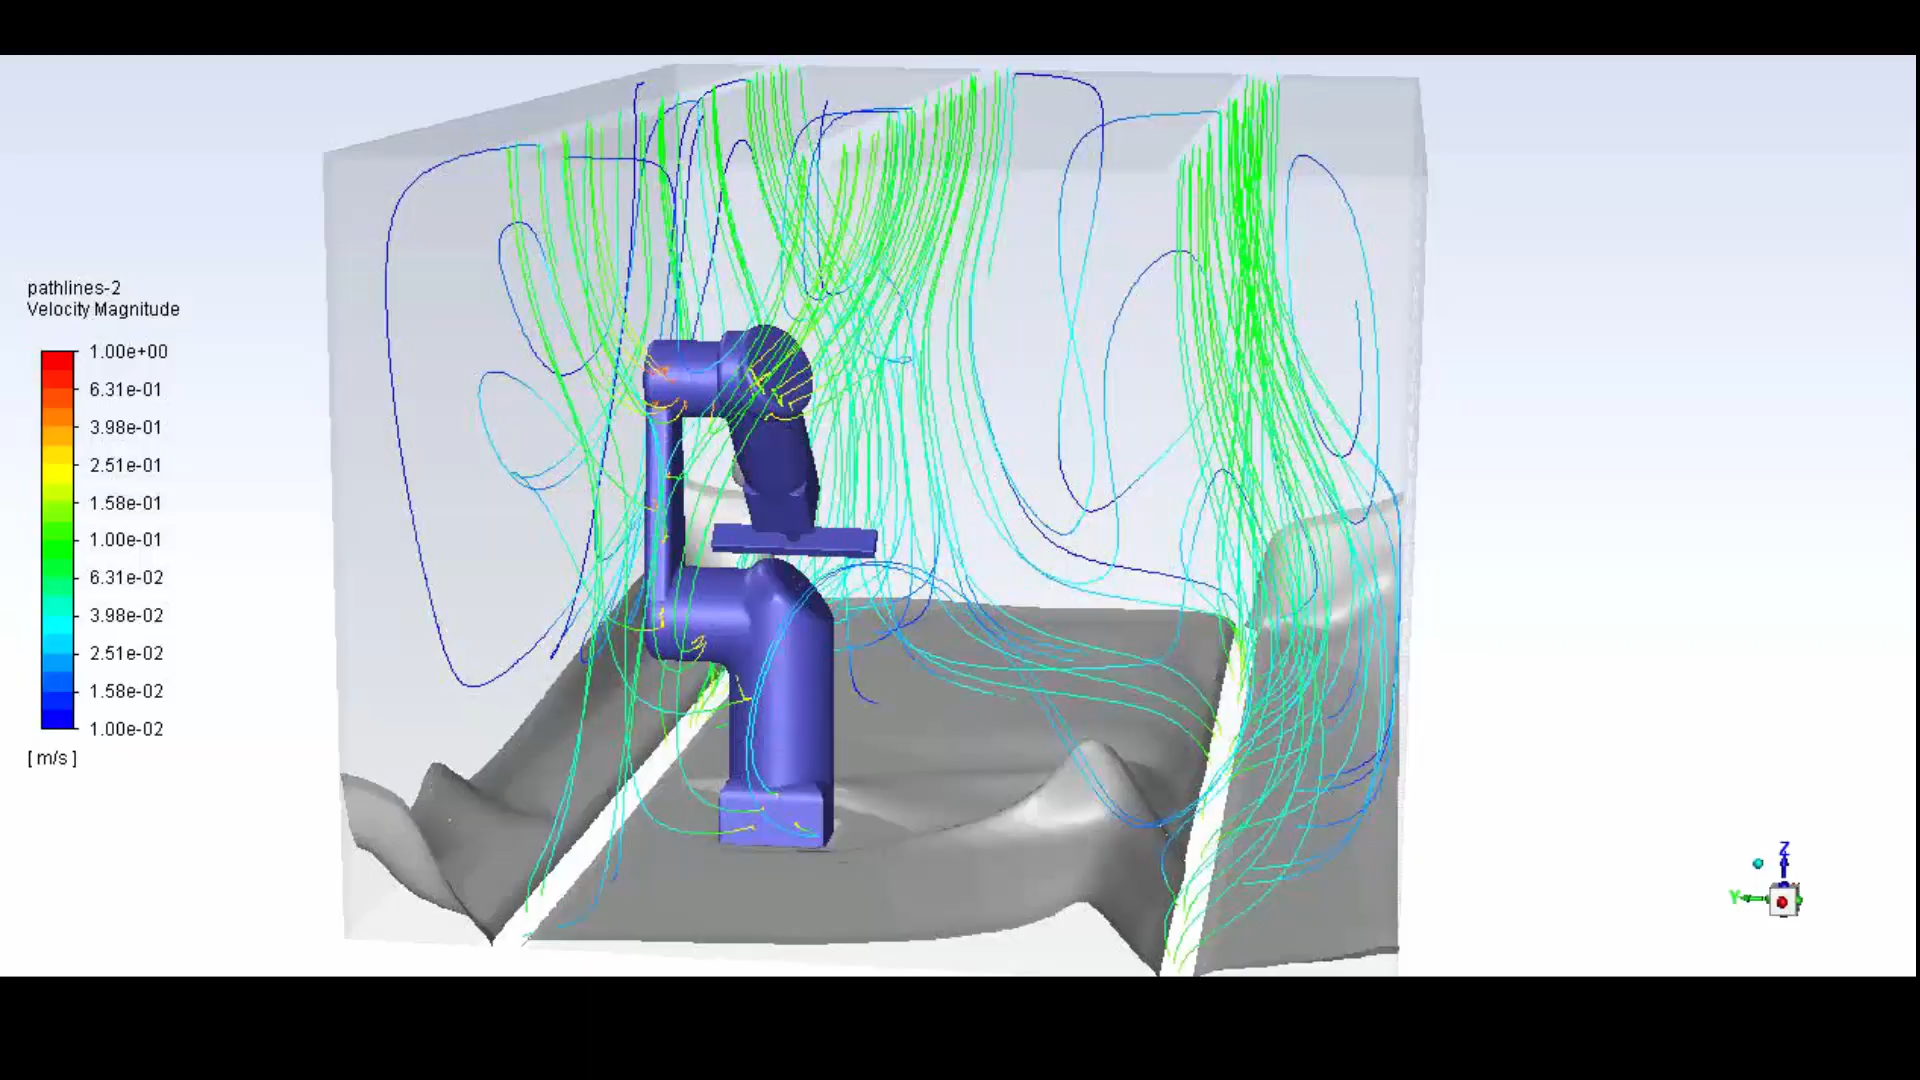 pathlines-2
Velocity Magnitude
1.00e+00
6.31e-01
3.98e-01
2.51e-01
1.58e-01
1.00e-01
6.31e-02
3.98e-02
2.51e-02
1.58e-02
1.00e-02
[ m/s ]
Z
Y